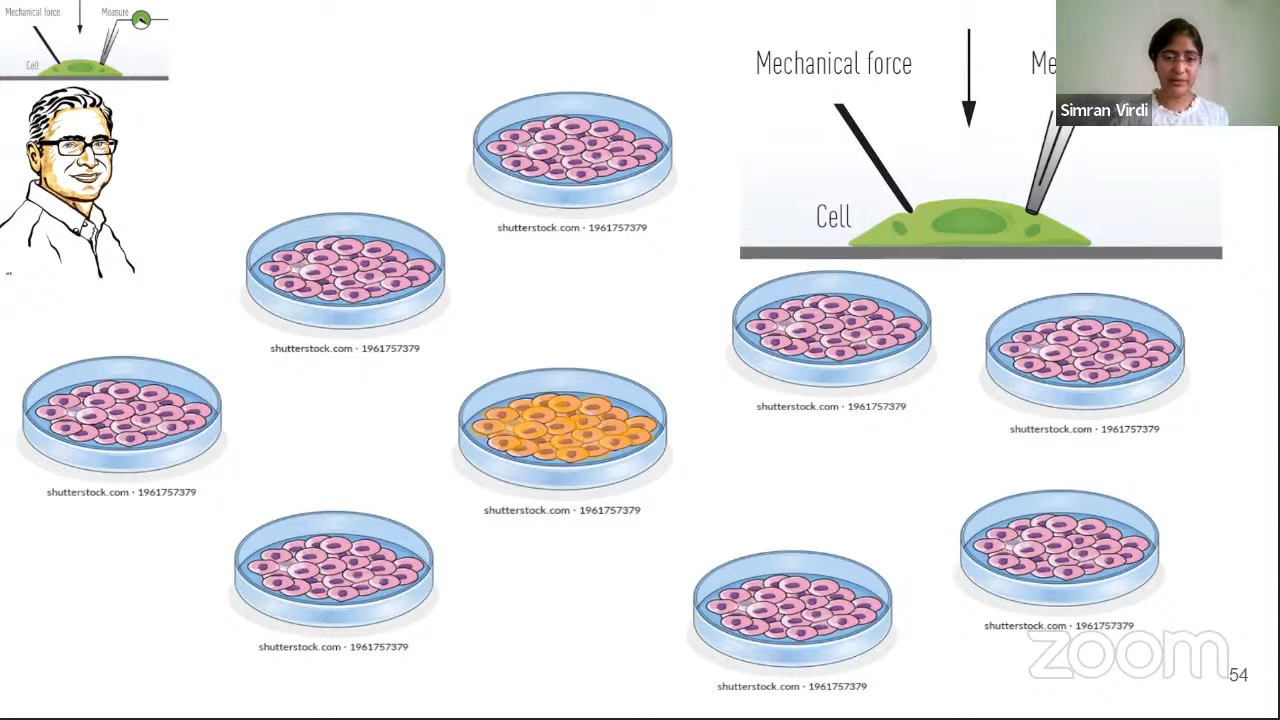 Mechanical force
Measure
Cell
Mechanical force
Me
Simran Virdi
Cell
shutterstock.com · 1961757379
shutterstock.com · 1961757379
shutterstock.com · 1961757379
shutterstock.com · 1961757379
shutterstock.com · 1961757379
shutterstock.com · 1961757379
shutterstock.com · 1961757379
shutterstock.com · 1961757379
shutterstock.com · 1961757379
zoom
54